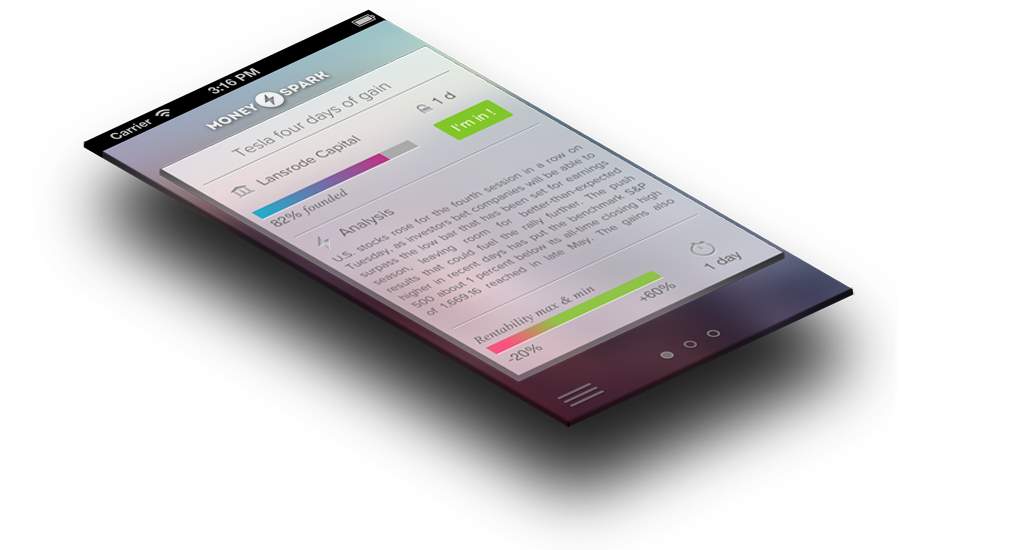 Carrier 3:16 PM
MONEY SPARK
Tesla four days of gain
Lansrode Capital
1 d
82% founded
I'm in !
Analysis
U.S. stocks rose for the fourth session in a row on
Tuesday, as investors bet companies will be able to
surpass the low bar that has been set for earnings
season, leaving room for better-than-expected
results that could fuel the rally further. The push
higher in recent days has put the benchmark S&P
500 about 1 percent below its all-time closing high
of 1,669.16 reached in late May. The gains also
Rentability max & min
-20%
+60%
1 day